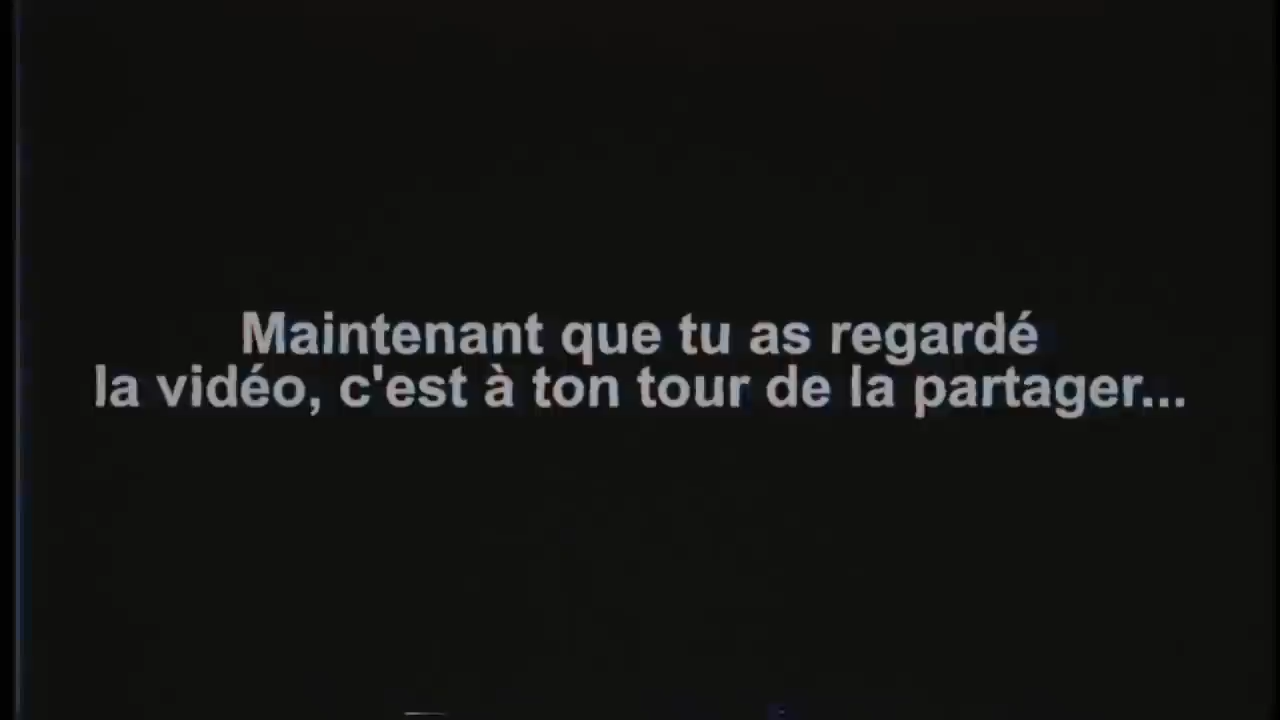 Maintenant que tu as regardé
la vidéo, c'est à ton tour de la partager...